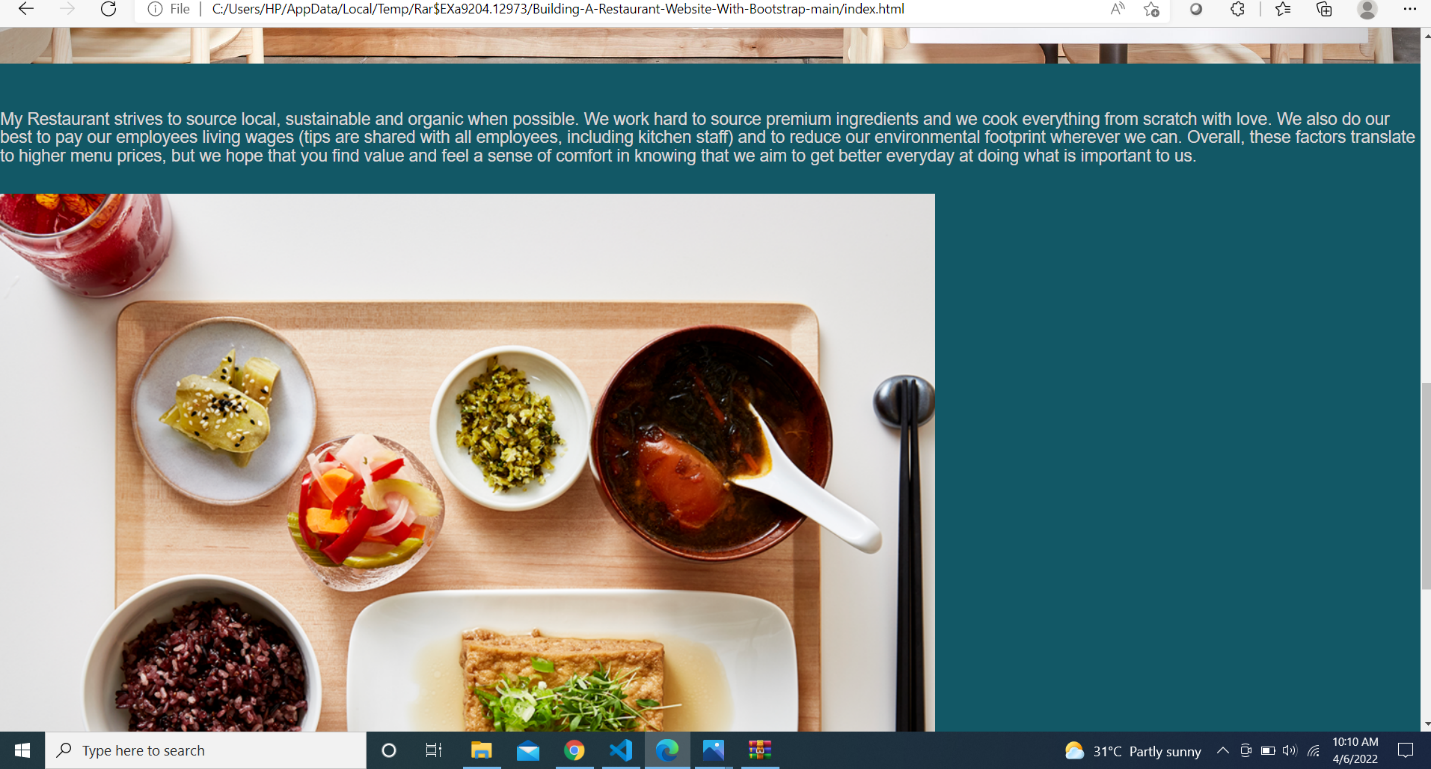 File
C:/Users/HP/AppData/Local/Temp/Rar$EXa9204.12973/Building-A-Restaurant-Website-With-Bootstrap-main/index.html
My Restaurant strives to source local, sustainable and organic when possible. We work hard to source premium ingredients and we cook everything from scratch with love. We also do our
best to pay our employees living wages (tips are shared with all employees, including kitchen staff) and to reduce our environmental footprint wherever we can. Overall, these factors translate
to higher menu prices, but we hope that you find value and feel a sense of comfort in knowing that we aim to get better everyday at doing what is important to us.
Type here to search
31°C Partly sunny
10:10 AM
4/6/2022